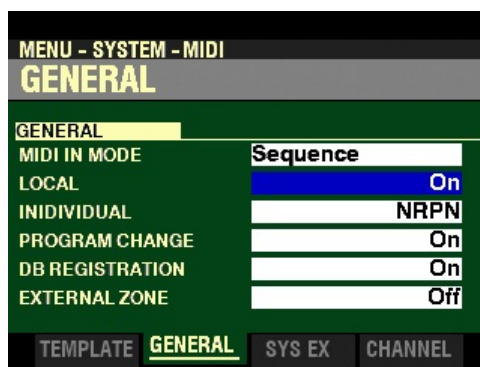 MENU - SYSTEM - MIDI
GENERAL
GENERAL
MIDI IN MODE Sequence
LOCAL On
INIDIVIDUAL NRPN
PROGRAM CHANGE On
DB REGISTRATION On
EXTERNAL ZONE Off
TEMPLATE GENERAL SYS EX CHANNEL